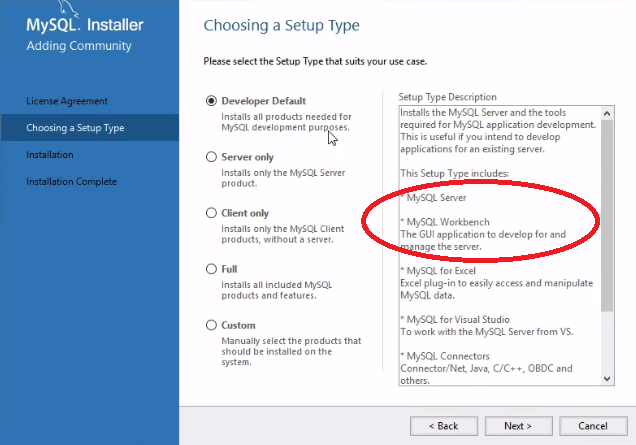 MySQL. Installer
Adding Community
License Agreement
Choosing a Setup Type
Installation
Installation Complete
Choosing a Setup Type
Please select the Setup Type that suits your use case.
Developer Default
Installs all products needed for
MySQL development purposes.
Server only
Installs only the MySQL Server
product.
Client only
Installs only the MySQL Client
products, without a server.
Full
Installs all included MySQL
products and features.
Custom
Manually select the products that
should be installed on the
system.
Setup Type Description
Installs the MySQL Server and the tools
required for MySQL application development.
This is useful if you intend to develop
applications for an existing server.
This Setup Type includes:
* MySQL Server
* MySQL Workbench
The GUI application to develop for and
manage the server.
* MySQL for Excel
Excel plug-in to easily access and manipulate
MySQL data.
* MySQL for Visual Studio
To work with the MySQL Server from VS.
* MySQL Connectors
Connector/Net, Java, C/C++, OBDC and
others.
< Back
Next >
Cancel